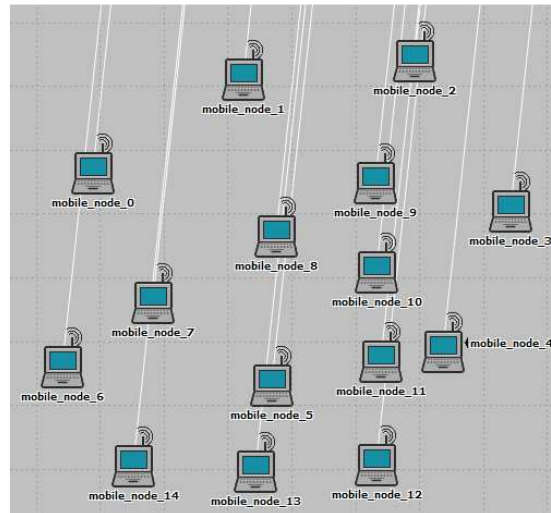 mobile_node_2
mobile_node_1
mobile_node_0
mobile_node_9
mobile_node_3
mobile_node_8
mobile_node_10
mobile_node_7
mobile_node_4
mobile_node_11
mobile_node_6
mobile_node_5
mobile_node_14
mobile_node_13
mobile_node_12